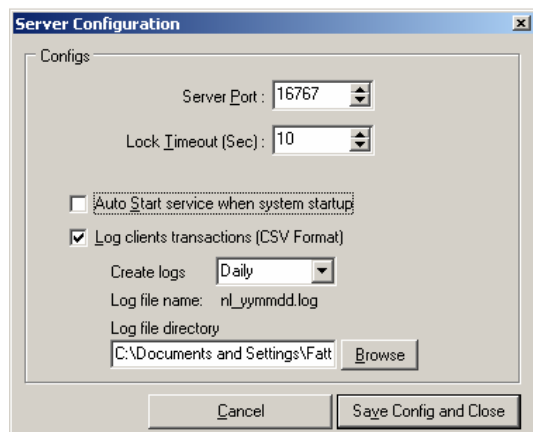 Server Configuration
Configs
Server Port : 16767
Lock Timeout (Sec) : 10
Auto Start service when system startup
Log clients transactions (CSV Format)
Create logs Daily
Log file name: nl_yymmdd.log
Log file directory
C:\Documents and Settings\Fatt Browse
Cancel Save Config and Close